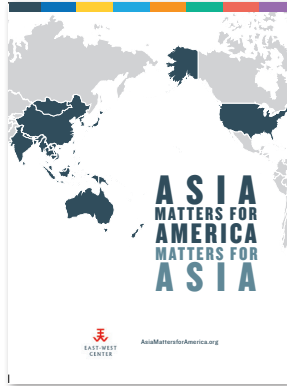 ASIA
MATTERS FOR
AMERICA
MATTERS FOR
ASIA
EAST-WEST
CENTER
AsiaMattersforAmerica.org